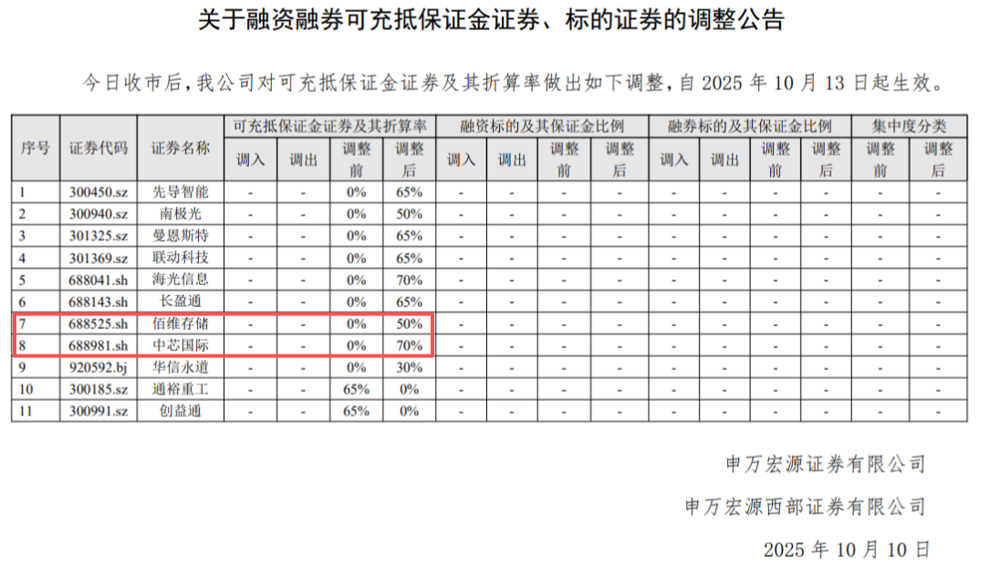 关于融资融券可充抵保证金证券、标的证券的调整公告
今日收市后,我公司对可充抵保证金证券及其折算率做出如下调整,自 2025 年 10 月 13 日起生效。
序号 证券代码 证券名称 可充抵保证金证券及其折算率 融资标的及其保证金比例 融券标的及其保证金比例 集中度分类
调入 调出 调整前 调整后 调入 调出 调整前 调整后 调入 调出 调整前 调整后 调整前 调整后
1 300450.sz 先导智能 - - 0% 65% - - - - - - - - - -
2 300940.sz 南极光 - - 0% 50% - - - - - - - - - -
3 301325.sz 曼恩斯特 - - 0% 65% - - - - - - - - - -
4 301369.sz 联动科技 - - 0% 65% - - - - - - - - - -
5 688041.sh 海光信息 - - 0% 70% - - - - - - - - - -
6 688143.sh 长盈通 - - 0% 65% - - - - - - - - - -
7 688525.sh 佰维存储 - - 0% 50% - - - - - - - - - -
8 688981.sh 中芯国际 - - 0% 70% - - - - - - - - - -
9 920592.bj 华信永道 - - 0% 30% - - - - - - - - - -
10 300185.sz 通裕重工 - - 65% 0% - - - - - - - - - -
11 300991.sz 创益通 - - 65% 0% - - - - - - - - - -
申万宏源证券有限公司
申万宏源西部证券有限公司
2025 年 10 月 10 日